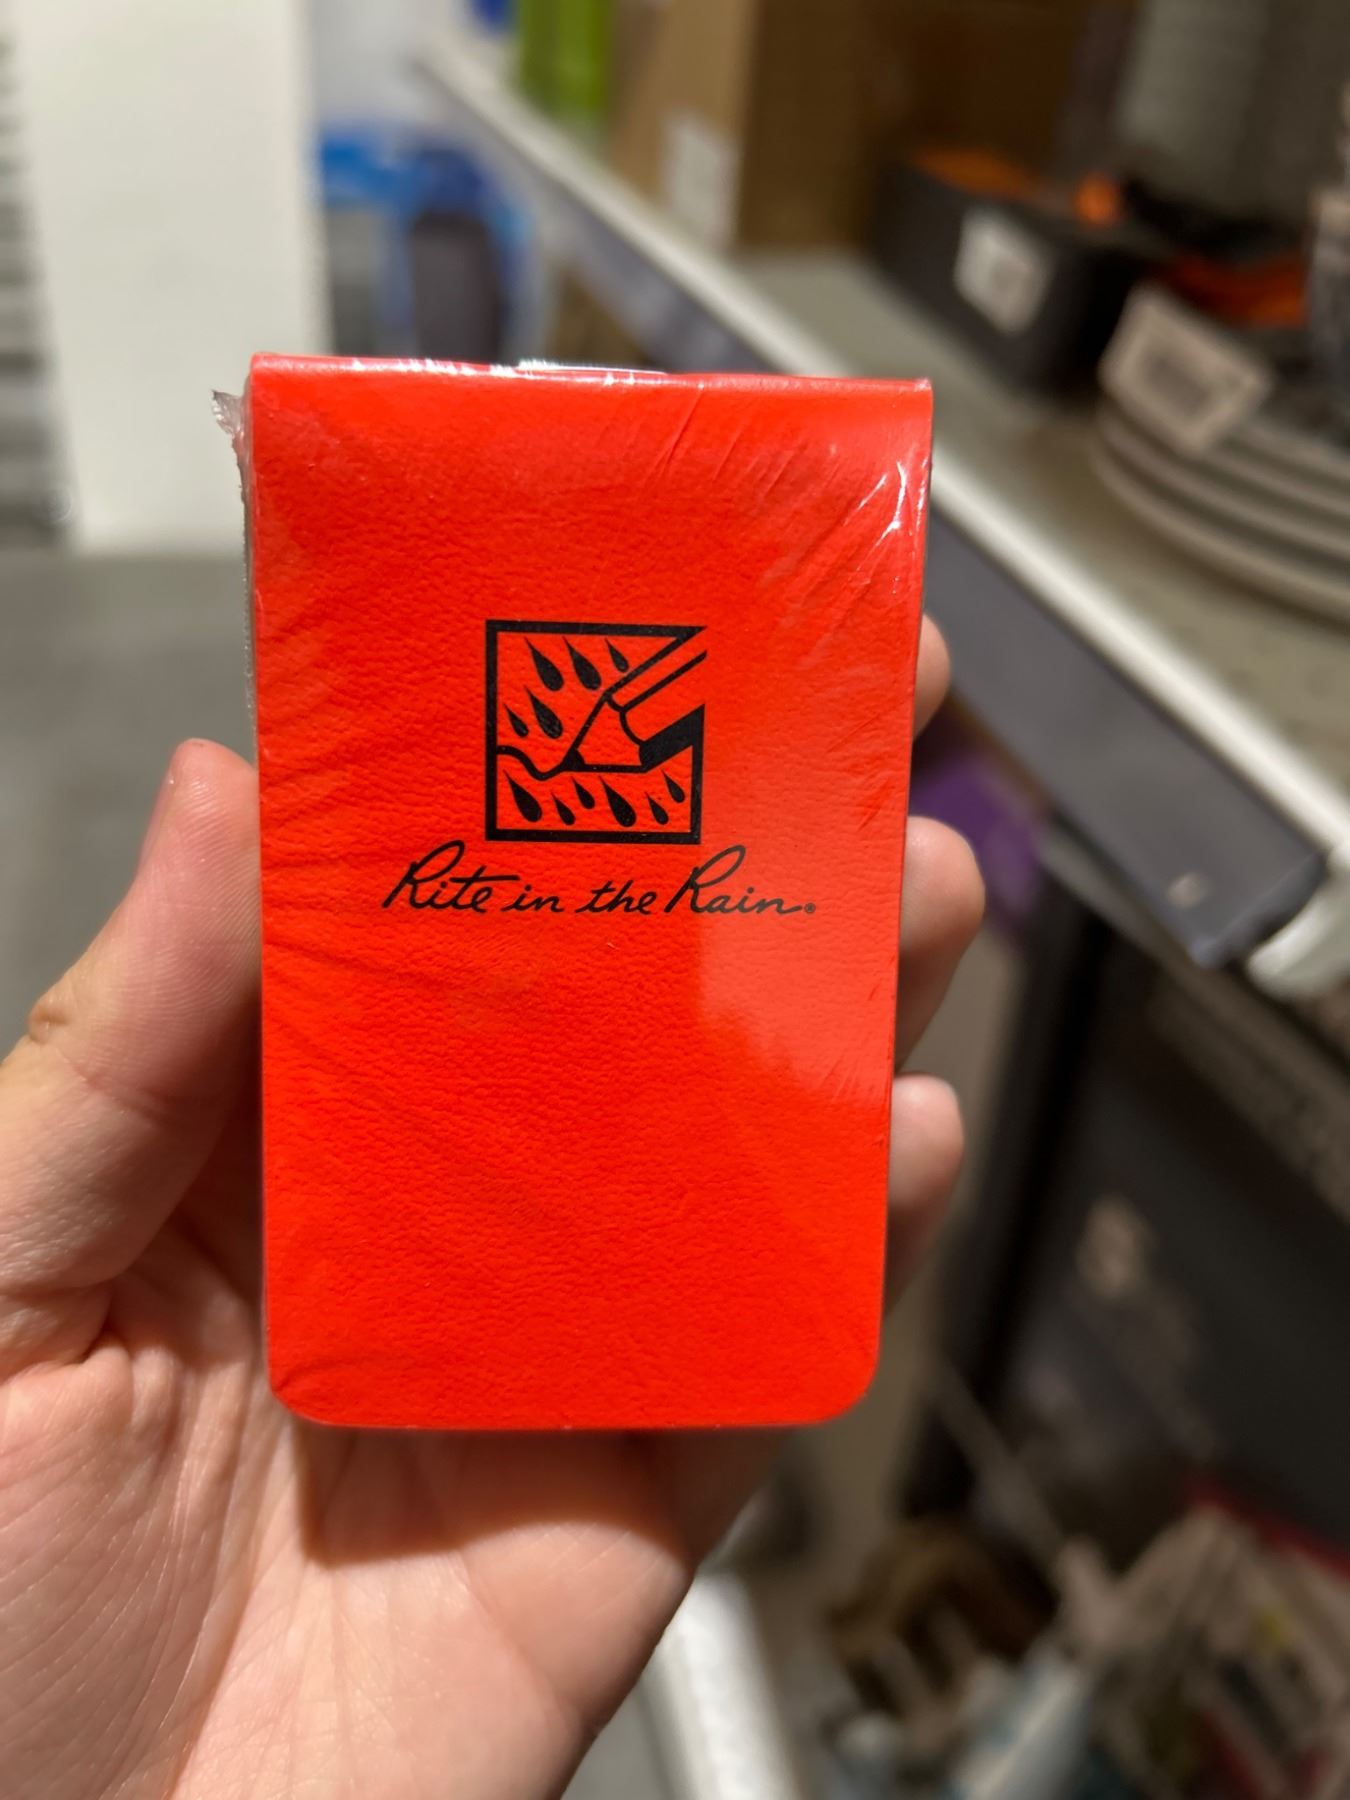 Rite in the Rain®